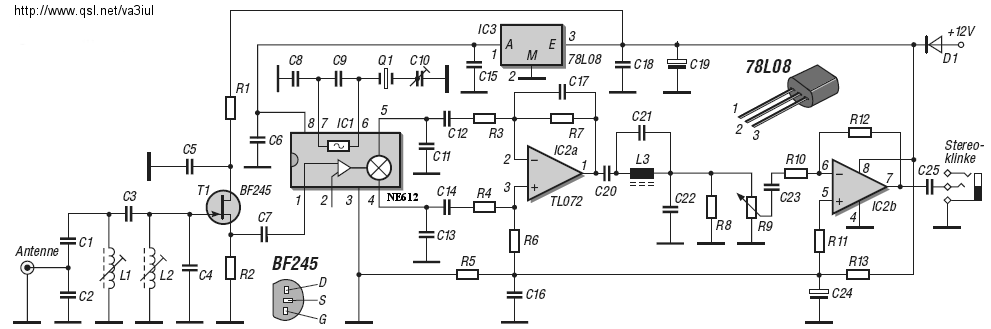 http://www.qsl.net/va3iul
IC3
A
E
1
3
M
2
78L08
+12V
D1
C8
C9
Q1
C10
C15
C18
C19
78L08
1
2
3
C17
R1
C6
8
7
IC1
6
5
C12
R3
R7
C21
R12
C5
C11
2
IC2a
1
L3
R10
6
8
7
C25
Stereo-
klinke
T1
BF245
1
2
3
4
NE612
C14
R4
3
TL072
C20
C22
R8
R9
C23
5
4
IC2b
C3
C7
C13
R6
R11
Antenne
C1
L1
L2
C4
R2
BF245
D
S
G
R5
R13
C2
C16
C24